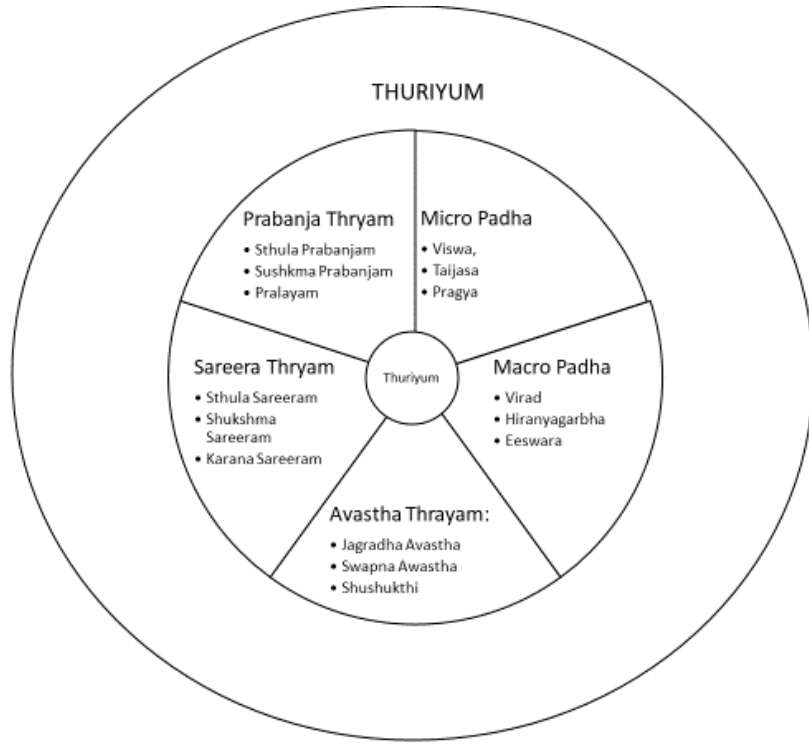 THURIYUM
Prabanja Thryam
• Sthula Prabanjam
• Sushkma Prabanjam
• Pralayam
Micro Padha
• Viswa,
• Taijasa
• Pragya
Sareera Thryam
• Sthula Sareeram
• Shukshma
Sareeram
• Karana Sareeram
Thuriyum
Macro Padha
• Virad
• Hiranyagarbha
• Eeswara
Avastha Thrayam:
• Jagradha Avastha
• Swapna Awastha
• Shushukthi